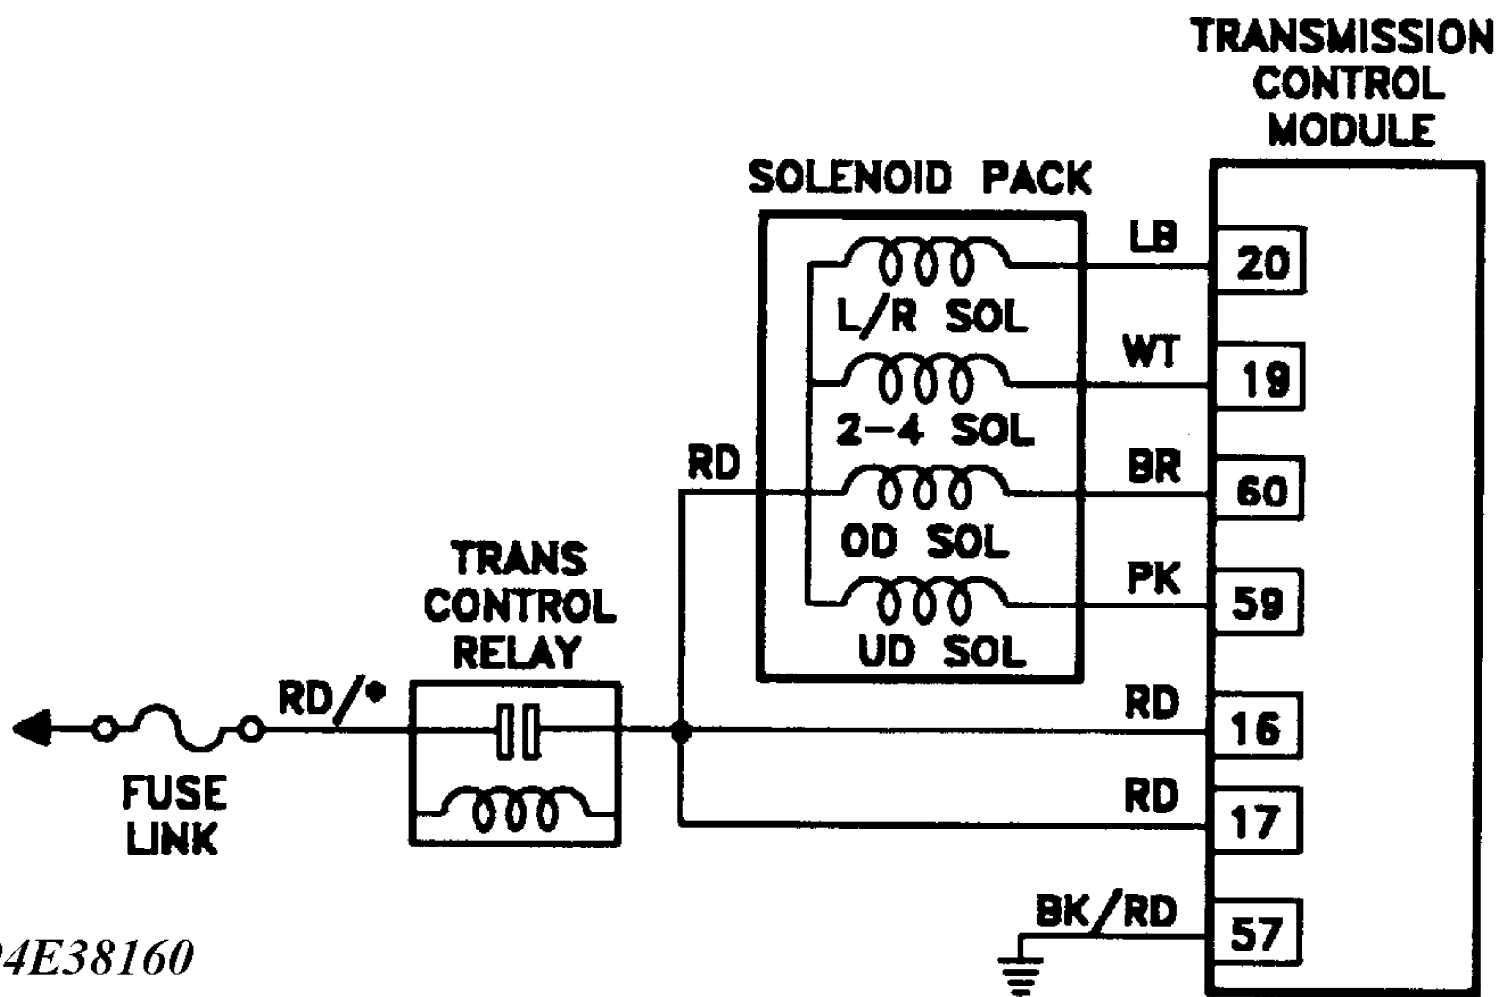 TRANSMISSION
CONTROL
MODULE
SOLENOID PACK
LB
20
L/R SOL
WT
19
2-4 SOL
RD
BR
60
OD SOL
TRANS
CONTROL
RELAY
PK
59
UD SOL
RD/*
RD
16
FUSE
LINK
RD
17
BK/RD
57
4E38160